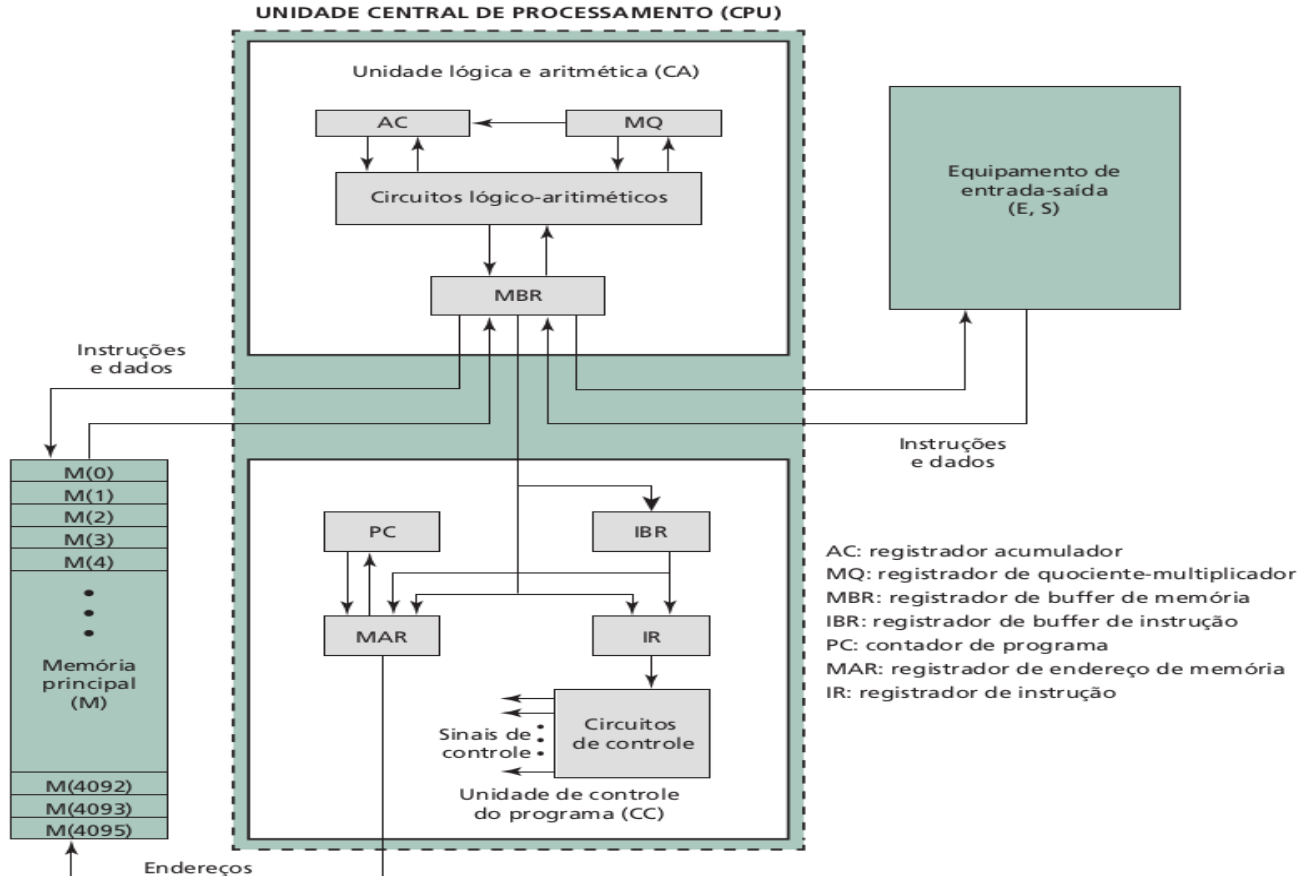 UNIDADE CENTRAL DE PROCESSAMENTO (CPU)
Unidade lógica e aritmética (CA)
AC
MQ
Circuitos lógico-aritiméticos
MBR
Equipamento de
entrada-saída
(E, S)
Instruções
e dados
Instruções
e dados
M(0)
M(1)
M(2)
M(3)
M(4)
Memória
principal
(M)
M(4092)
M(4093)
M(4095)
PC
IBR
MAR
IR
Sinais de
controle
Circuitos
de controle
Unidade de controle
do programa (CC)
Endereços
AC: registrador acumulador
MQ: registrador de quociente-multiplicador
MBR: registrador de buffer de memória
IBR: registrador de buffer de instrução
PC: contador de programa
MAR: registrador de endereço de memória
IR: registrador de instrução